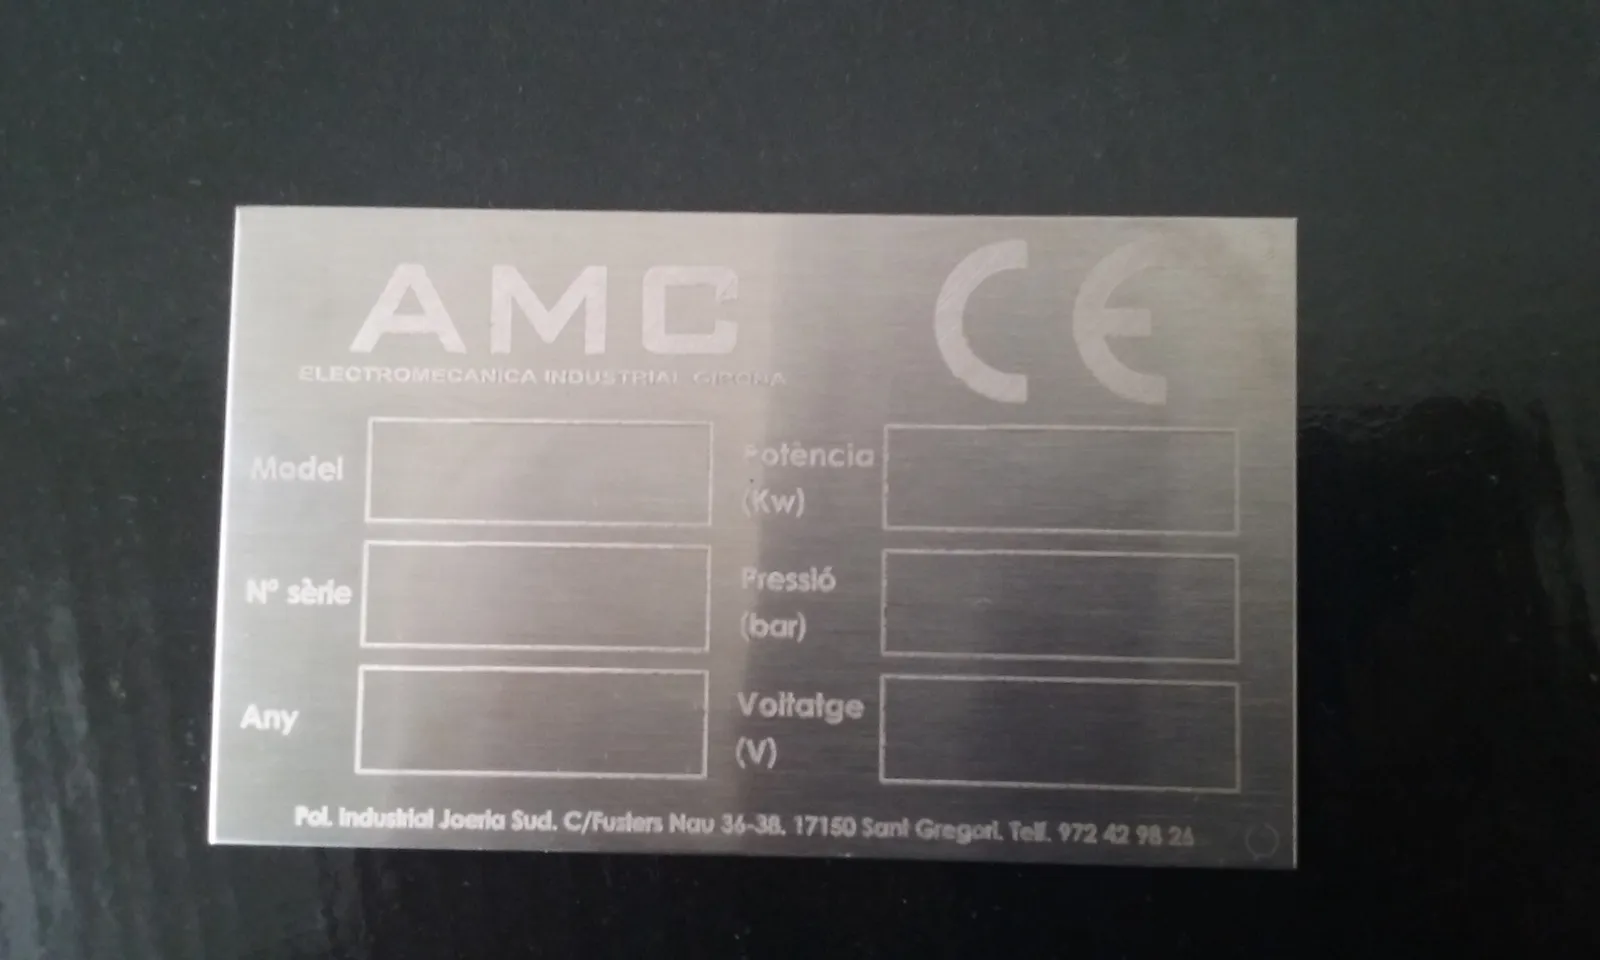 AMC
CE
ELECTROMECANICA INDUSTRIAL GIRONA
Model
Potència
(Kw)
Nº sèrie
Pressió
(bar)
Any
Voltatge
(V)
Pol. Industrial Joeria Sud. C/Fusters Nau 36-38. 17150 Sant Gregori. Telf. 972 42 98 26